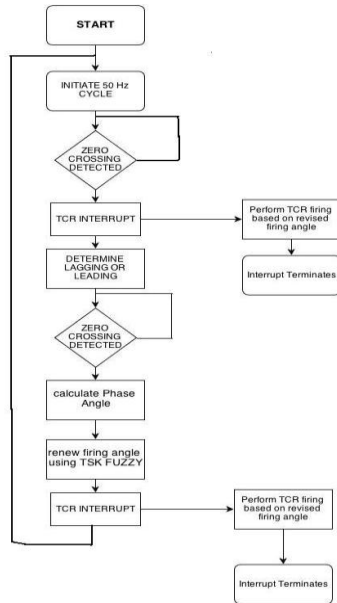 START
INITIATE 50 Hz
CYCLE
ZERO
CROSSING
DETECTED
TCR INTERRUPT
Perform TCR firing
based on revised
firing angle
DETERMINE
LAGGING OR
LEADING
Interrupt Terminates
ZERO
CROSSING
DETECTED
calculate Phase
Angle
renew firing angle
using TSK FUZZY
TCR INTERRUPT
Perform TCR firing
based on revised
firing angle
Interrupt Terminates